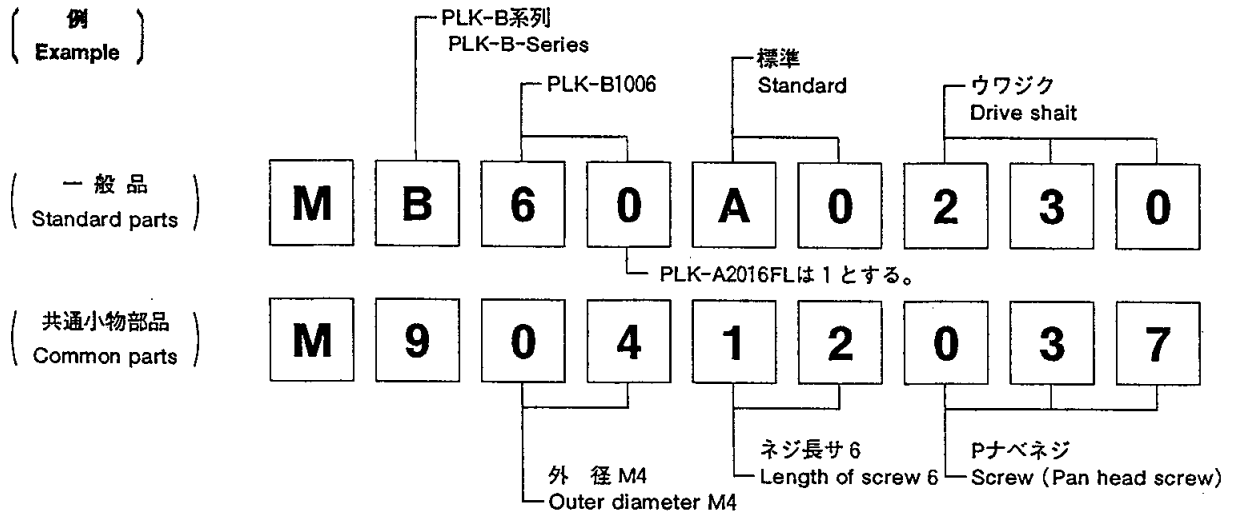 例
Example
PLK-B系列
PLK-B-Series
PLK-B1006
標準
Standard
ウワジク
Drive shait
一般品
Standard parts
M B 6 0 A 0 2 3 0
PLK-A2016FLは1とする。
共通小物部品
Common parts
M 9 0 4 1 2 0 3 7
外 径 M4
Outer diameter M4
ネジ長サ 6
Length of screw 6
Pナベネジ
Screw (Pan head screw)